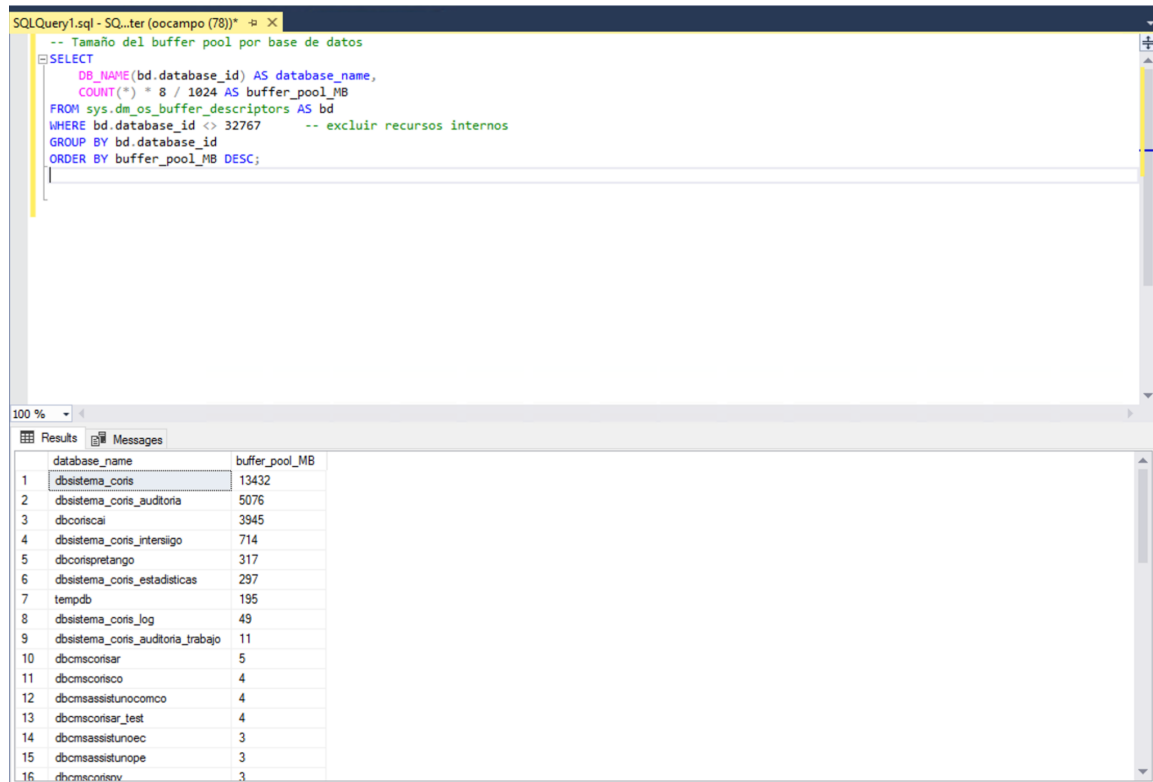 SQLQuery1.sql - SQ...ter (oocampo (78))*
-- Tamaño del buffer pool por base de datos
SELECT
DB_NAME(bd.database_id) AS database_name,
COUNT(*) * 8 / 1024 AS buffer_pool_MB
FROM sys.dm_os_buffer_descriptors AS bd
WHERE bd.database_id <> 32767 -- excluir recursos internos
GROUP BY bd.database_id
ORDER BY buffer_pool_MB DESC;
100 %
Results Messages
database_name buffer_pool_MB
1 dbsistema_coris 13432
2 dbsistema_coris_auditoria 5076
3 dbcoriscai 3945
4 dbsistema_coris_intersiigo 714
5 dbcorispretango 317
6 dbsistema_coris_estadisticas 297
7 tempdb 195
8 dbsistema_coris_log 49
9 dbsistema_coris_auditoria_trabajo 11
10 dbcmscorisar 5
11 dbcmscorisco 4
12 dbcmsassistunocomco 4
13 dbcmscorisar_test 4
14 dbcmsassistunoec 3
15 dbcmsassistunope 3
16 3